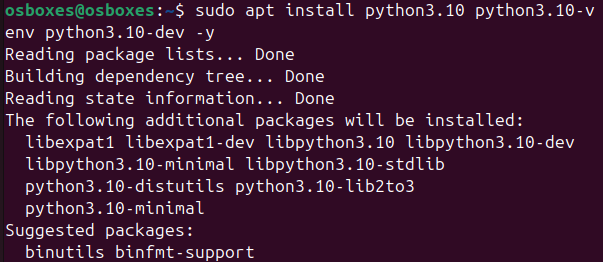 osboxes@osboxes:~$ sudo apt install python3.10 python3.10-v
env python3.10-dev -y
Reading package lists... Done
Building dependency tree... Done
Reading state information... Done
The following additional packages will be installed:
  libexpat1 libexpat1-dev libpython3.10 libpython3.10-dev
  libpython3.10-minimal libpython3.10-stdlib
  python3.10-distutils python3.10-lib2to3
  python3.10-minimal
Suggested packages:
  binutils binfmt-support